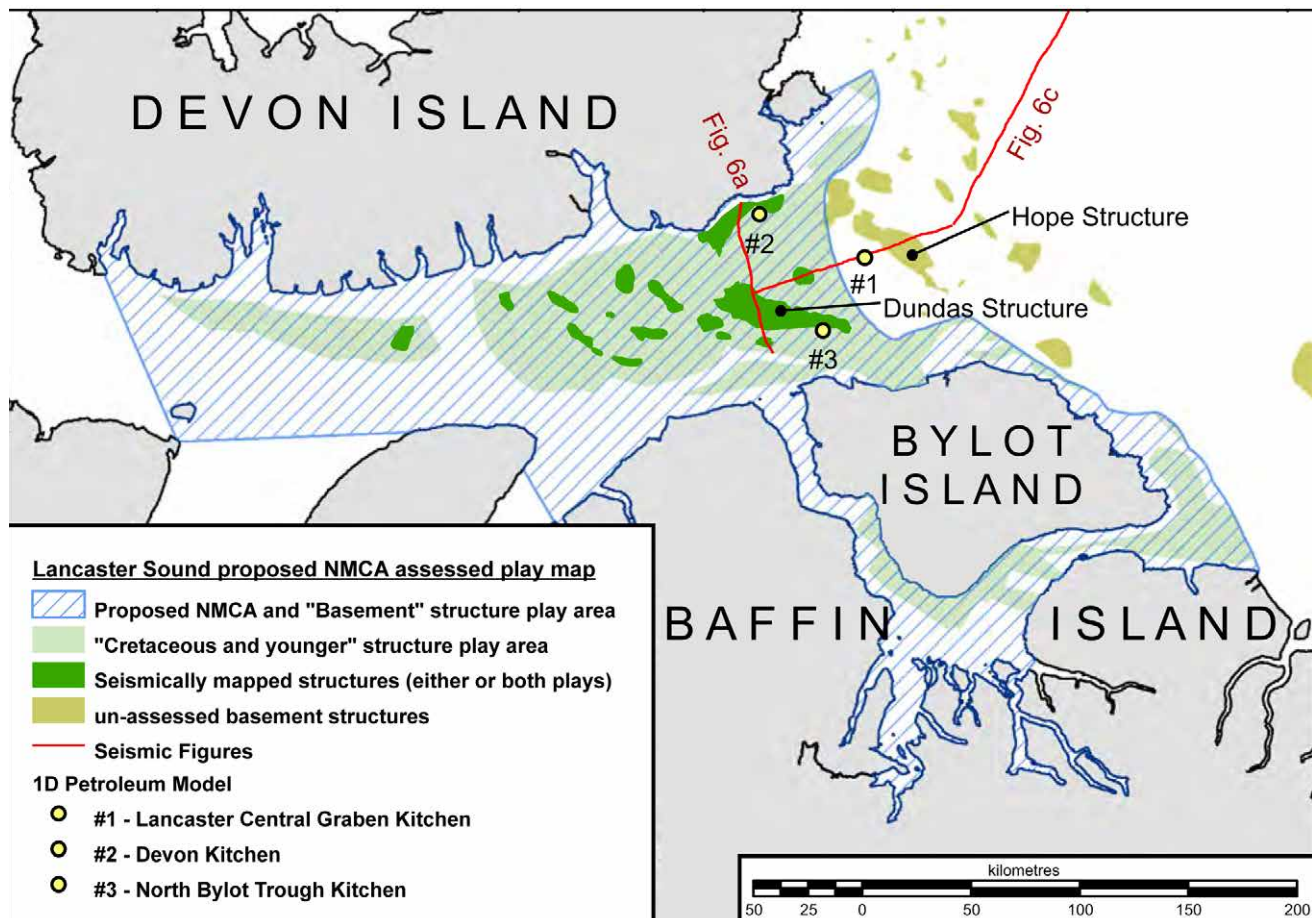 DEVON ISLAND
Fig. 6a
Fig. 6c
Hope Structure
#2
#1
Dundas Structure
#3
BYLOT
ISLAND
BAFFIN ISLAND
Lancaster Sound proposed NMCA assessed play map
Proposed NMCA and "Basement" structure play area
"Cretaceous and younger" structure play area
Seismically mapped structures (either or both plays)
un-assessed basement structures
Seismic Figures
1D Petroleum Model
#1 - Lancaster Central Graben Kitchen
#2 - Devon Kitchen
#3 - North Bylot Trough Kitchen
kilometres
50 25 0 50 100 150 200